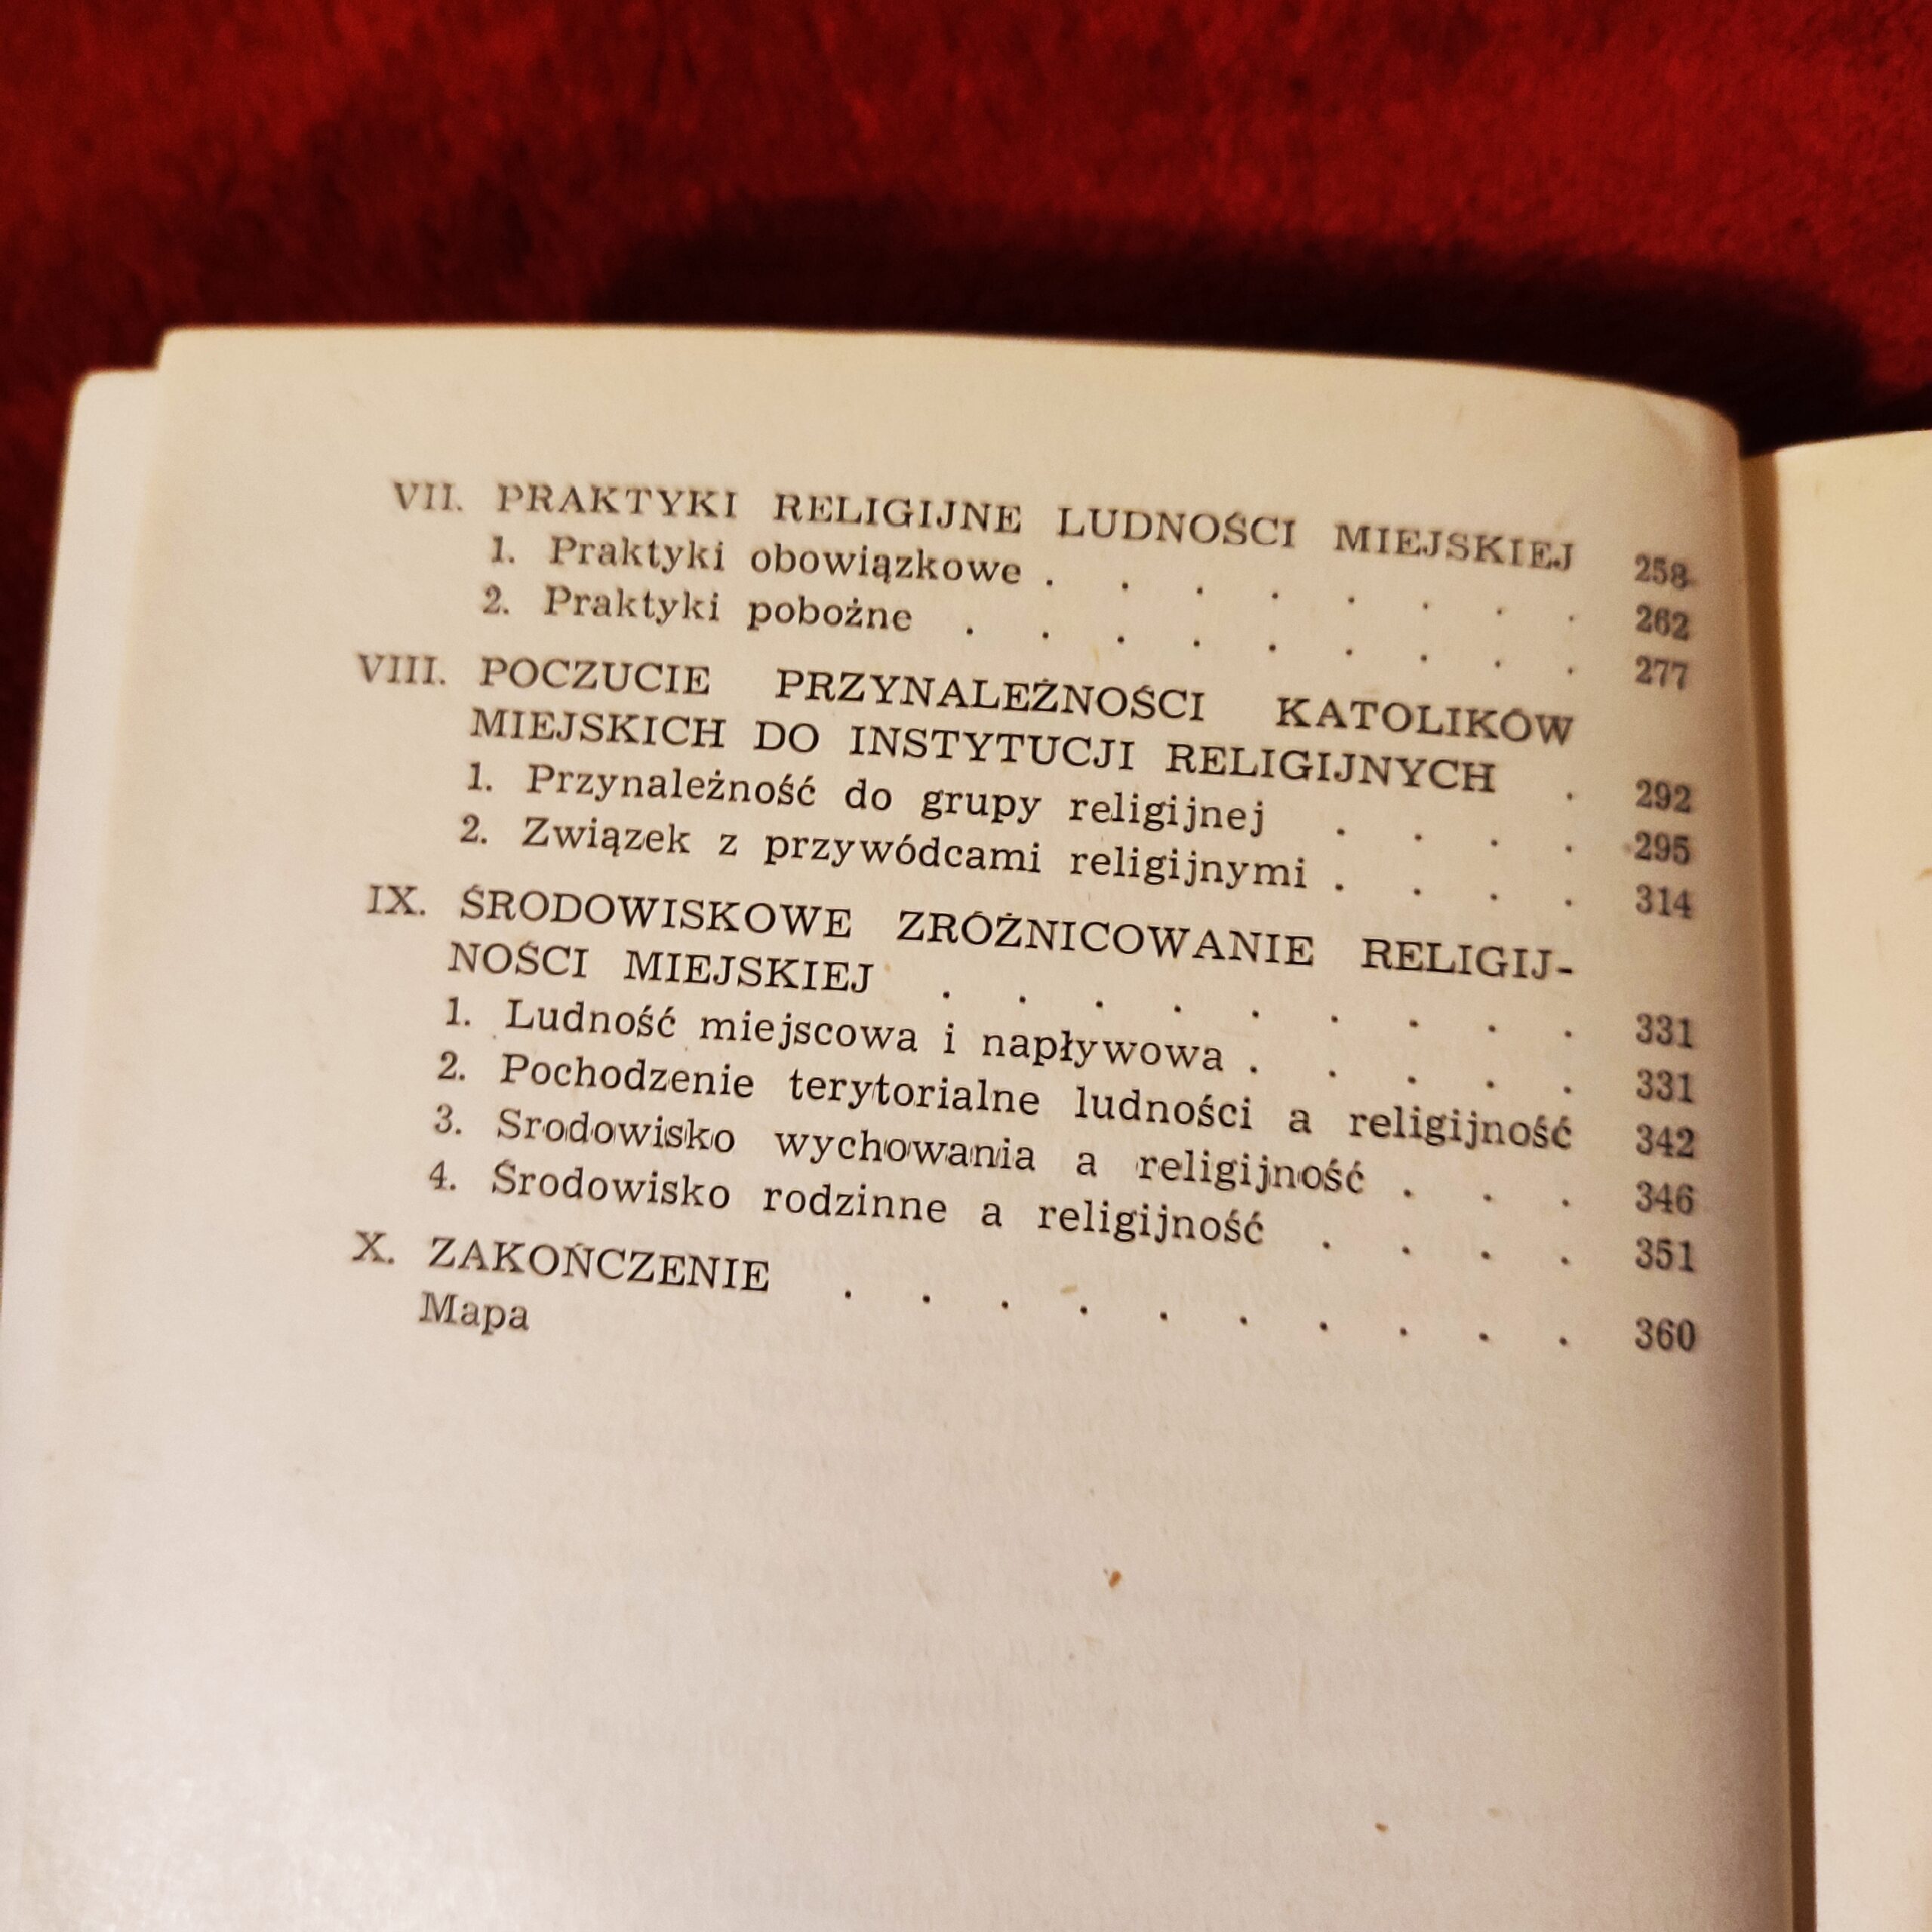 VII. PRAKTYKI RELIGIJNE LUDNOŚCI MIEJSKIEJ 258
1. Praktyki obowiązkowe . . . . . . . . 262
2. Praktyki pobożne . . . . . . . . . 277
VIII. POCZUCIE PRZYNALEŻNOŚCI KATOLIKÓW
MIEJSKICH DO INSTYTUCJI RELIGIJNYCH . 292
1. Przynależność do grupy religijnej . . . . 295
2. Związek z przywódcami religijnymi . . . . 314
IX. ŚRODOWISKOWE ZRÓŻNICOWANIE RELIGIJ-
NOŚCI MIEJSKIEJ . . . . . . . . . 331
1. Ludność miejscowa i napływowa . . . . . 331
2. Pochodzenie terytorialne ludności a religijność 342
3. Srodowisko wychowania a religijność . . . 346
4. Środowisko rodzinne a religijność . . . . 351
X. ZAKOŃCZENIE . . . . . . . . . . 360
Mapa